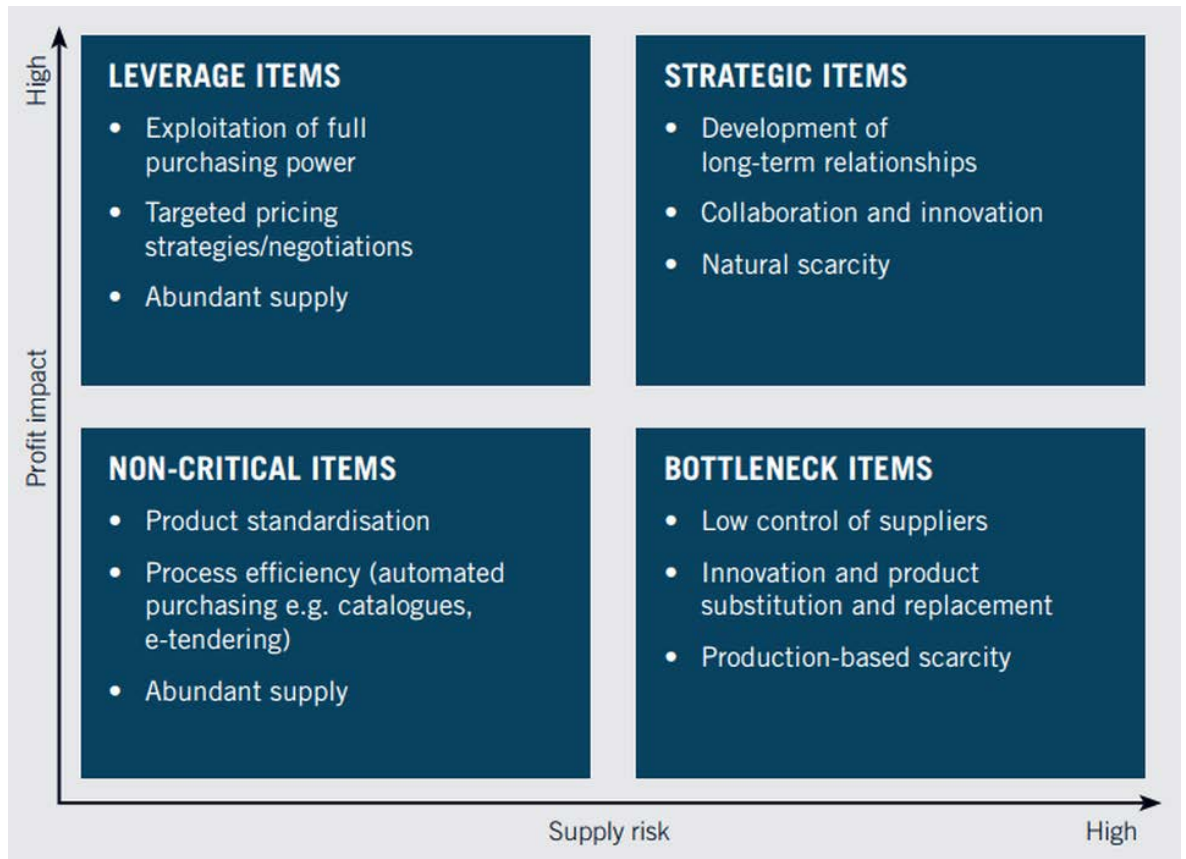 High
Profit impact
LEVERAGE ITEMS
• Exploitation of full
purchasing power
• Targeted pricing
strategies/negotiations
• Abundant supply
STRATEGIC ITEMS
• Development of
long-term relationships
• Collaboration and innovation
• Natural scarcity
NON-CRITICAL ITEMS
• Product standardisation
• Process efficiency (automated
purchasing e.g. catalogues,
e-tendering)
• Abundant supply
BOTTLENECK ITEMS
• Low control of suppliers
• Innovation and product
substitution and replacement
• Production-based scarcity
Supply risk
High